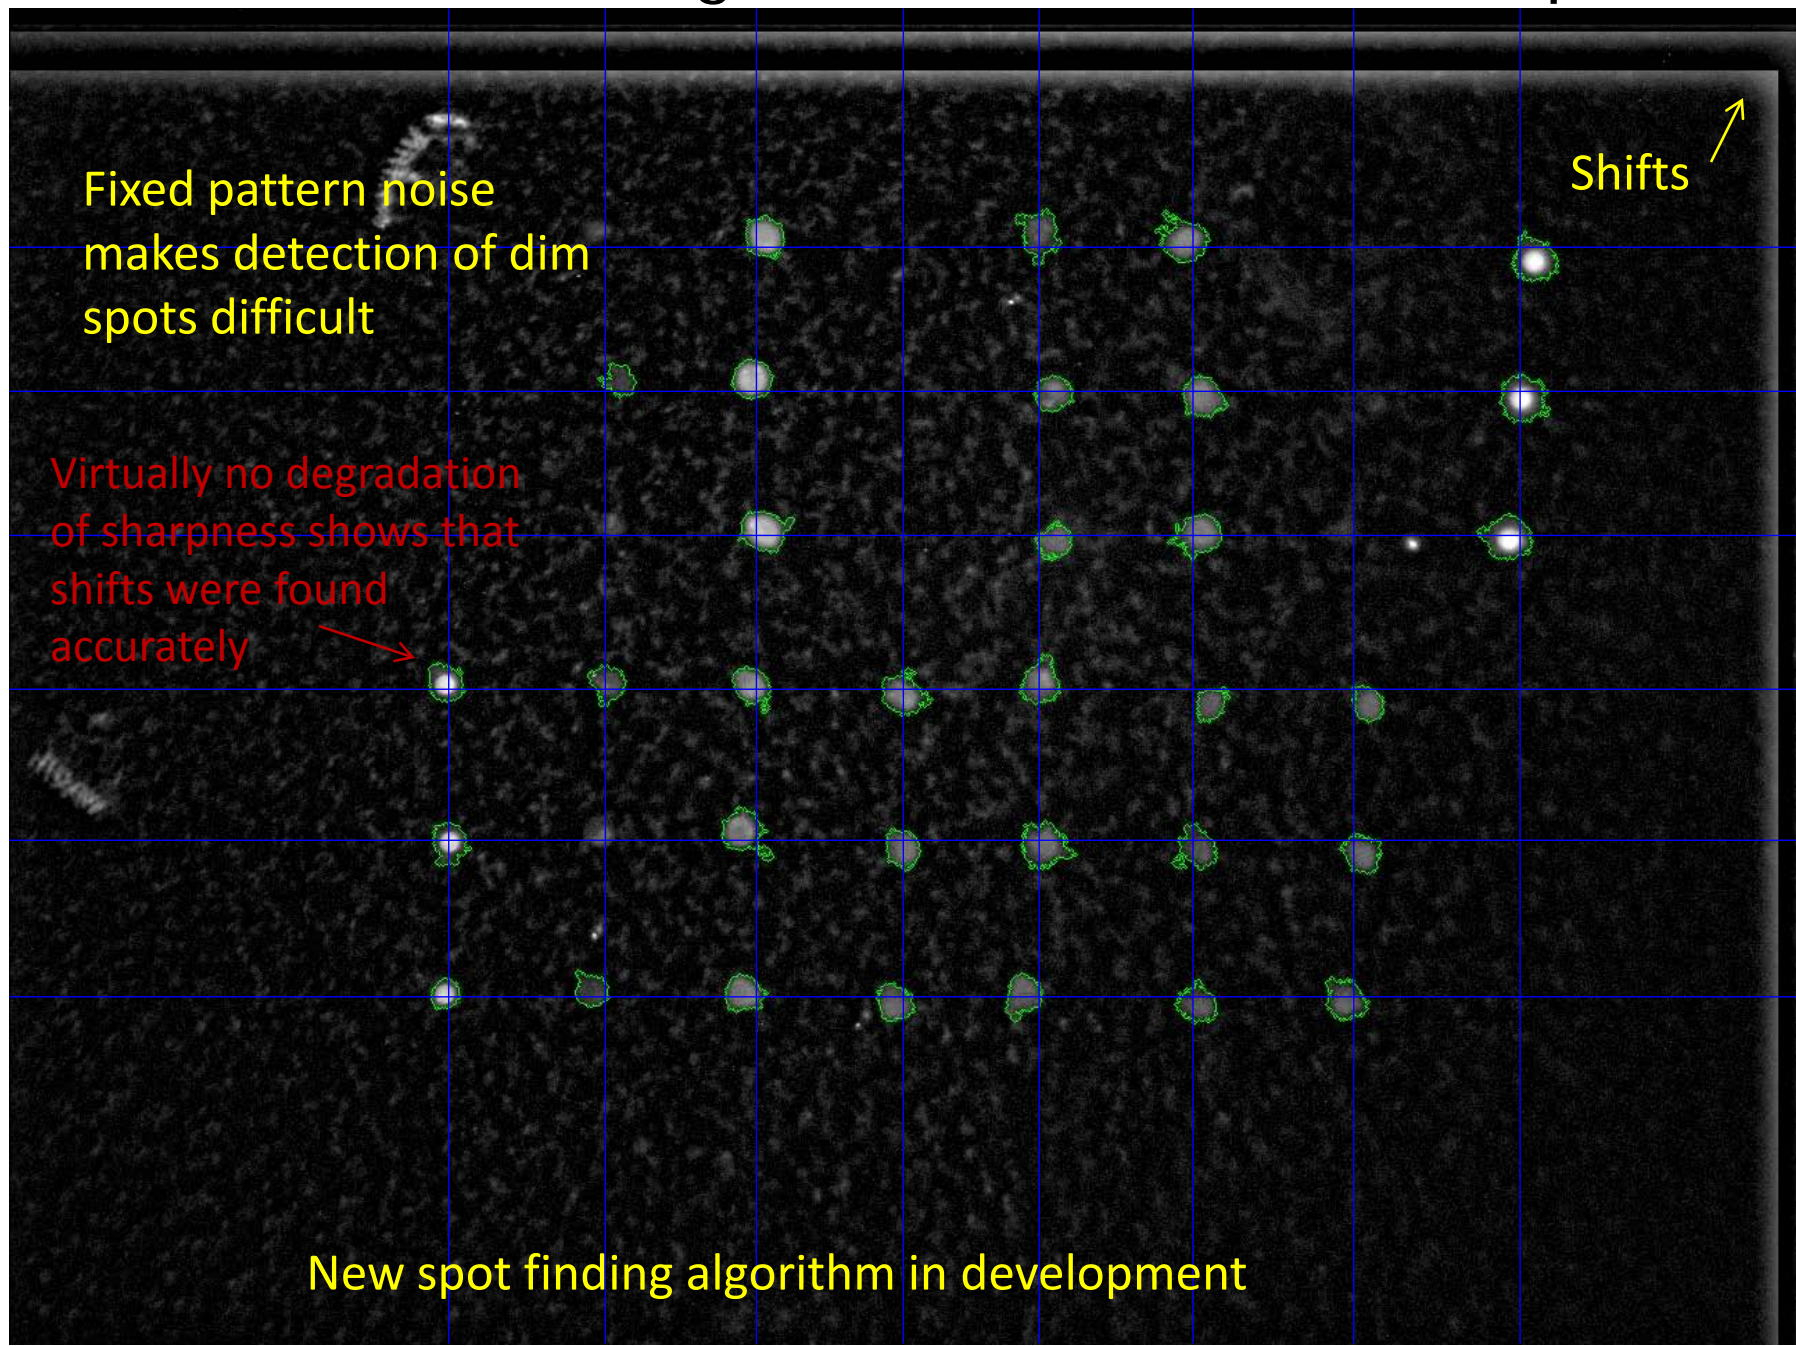 Fixed pattern noise
makes detection of dim
spots difficult
Shifts
Virtually no degradation
of sharpness shows that
shifts were found
accurately
New spot finding algorithm in development